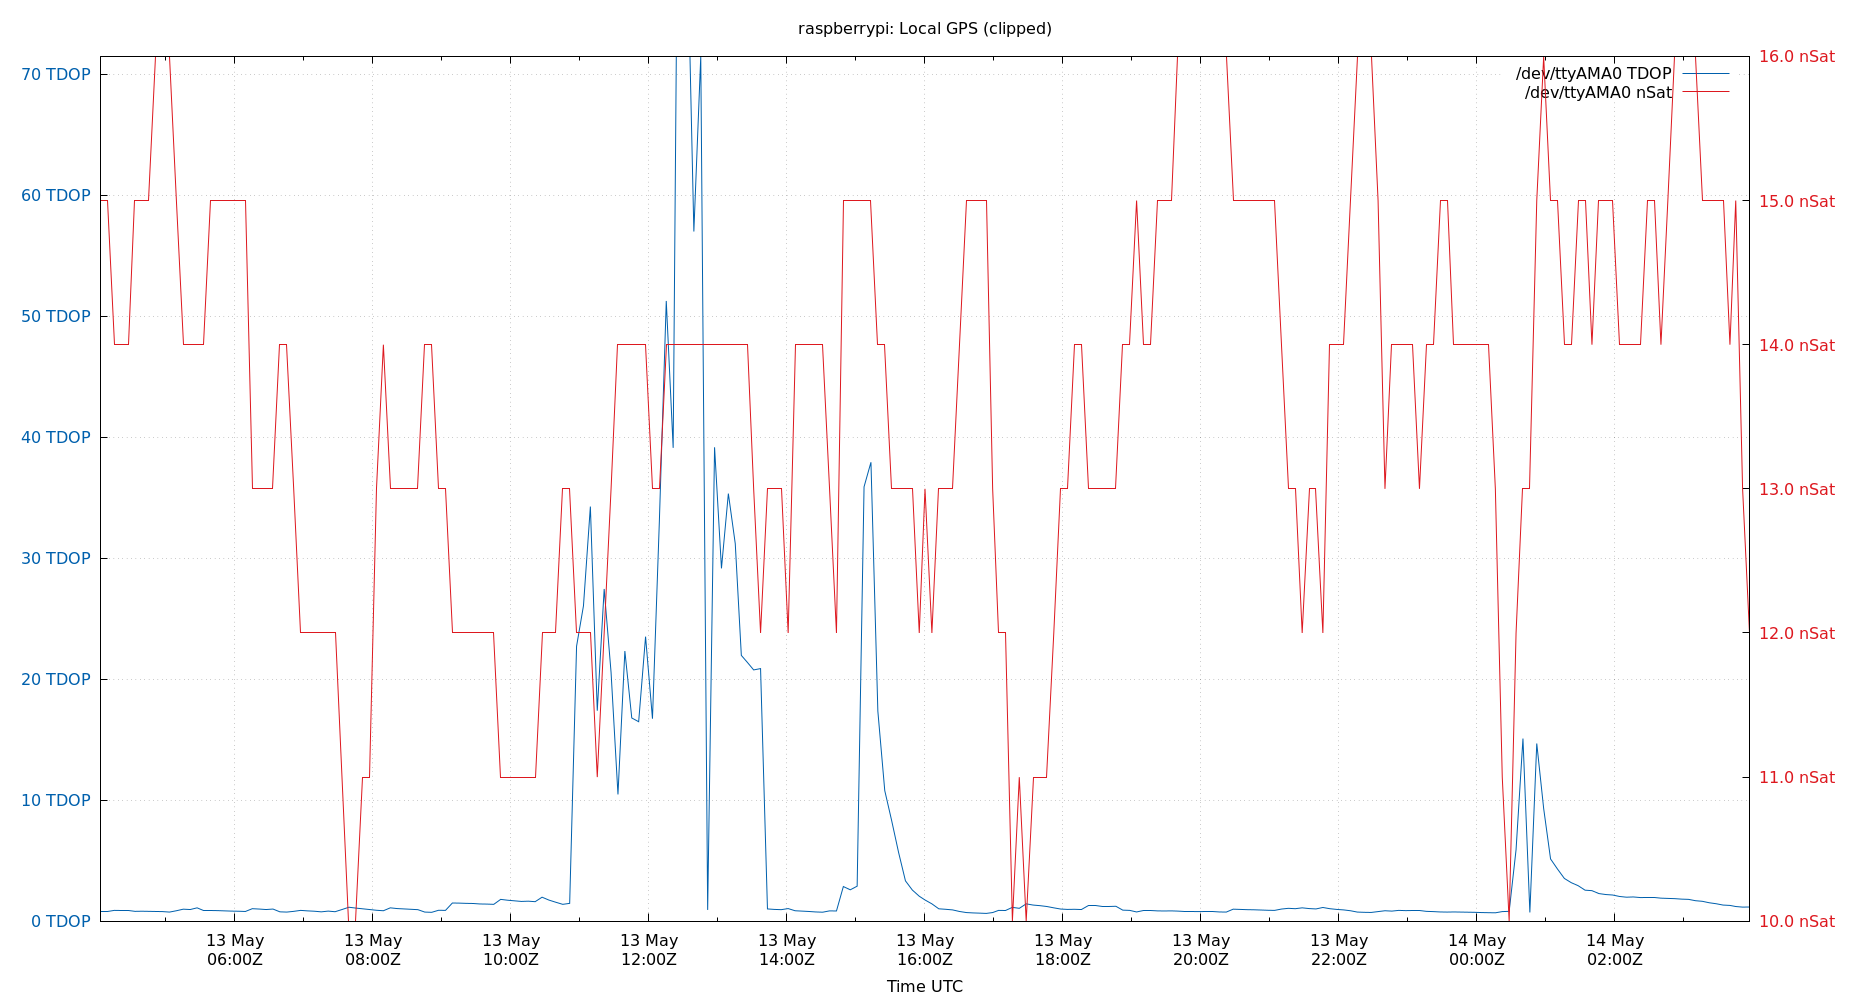 raspberrypi: Local GPS (clipped)
/dev/ttyAMA0 TDOP
/dev/ttyAMA0 nSat
70 TDOP
60 TDOP
50 TDOP
40 TDOP
30 TDOP
20 TDOP
10 TDOP
0 TDOP
16.0 nSat
15.0 nSat
14.0 nSat
13.0 nSat
12.0 nSat
11.0 nSat
10.0 nSat
13 May
06:00Z
13 May
08:00Z
13 May
10:00Z
13 May
12:00Z
13 May
14:00Z
13 May
16:00Z
13 May
18:00Z
13 May
20:00Z
13 May
22:00Z
14 May
00:00Z
14 May
02:00Z
Time UTC